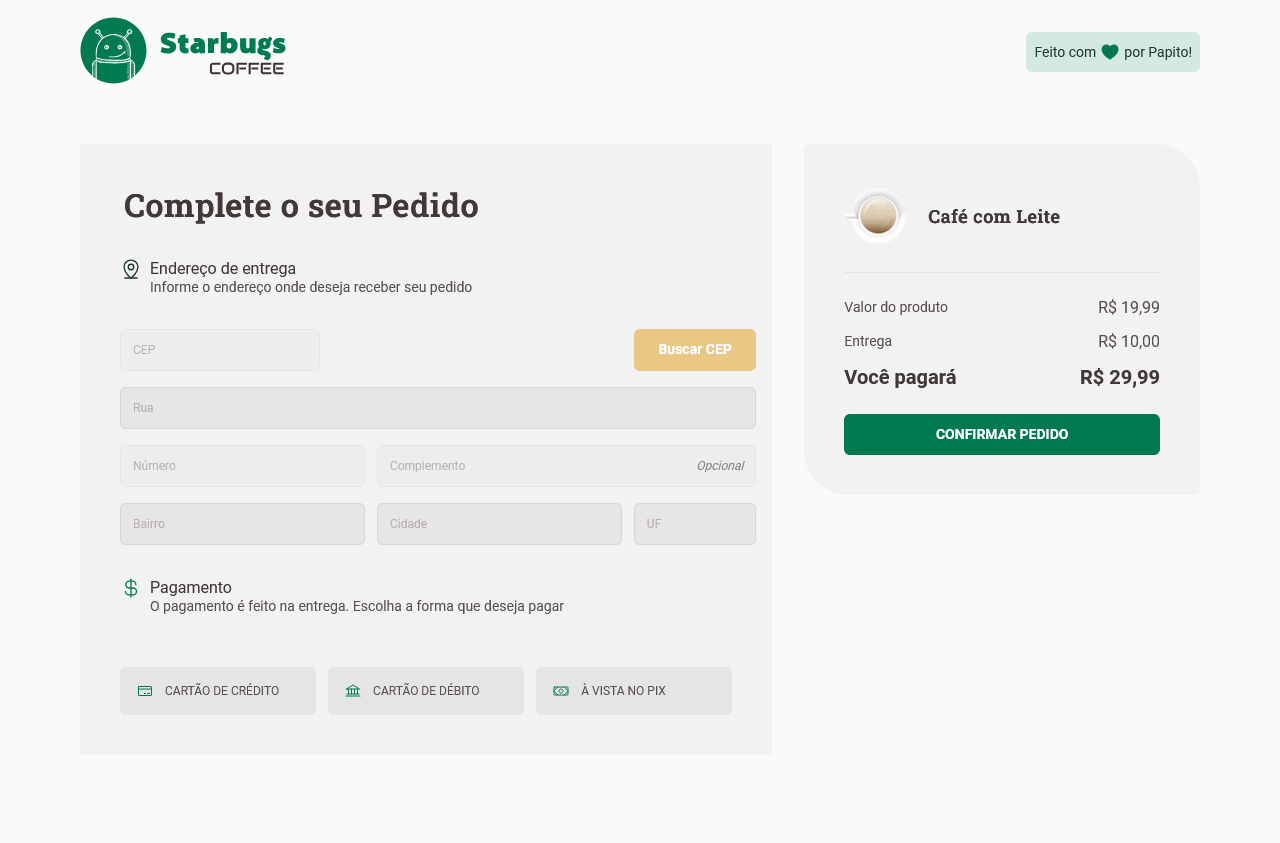 Starbugs
COFFEE
Feito com por Papito!
Complete o seu Pedido
Endereço de entrega
Informe o endereço onde deseja receber seu pedido
CEP
Buscar CEP
Rua
Número
Complemento
Opcional
Bairro
Cidade
UF
Pagamento
O pagamento é feito na entrega. Escolha a forma que deseja pagar
CARTÃO DE CRÉDITO
CARTÃO DE DÉBITO
À VISTA NO PIX
Café com Leite
Valor do produto R$ 19,99
Entrega R$ 10,00
Você pagará R$ 29,99
CONFIRMAR PEDIDO